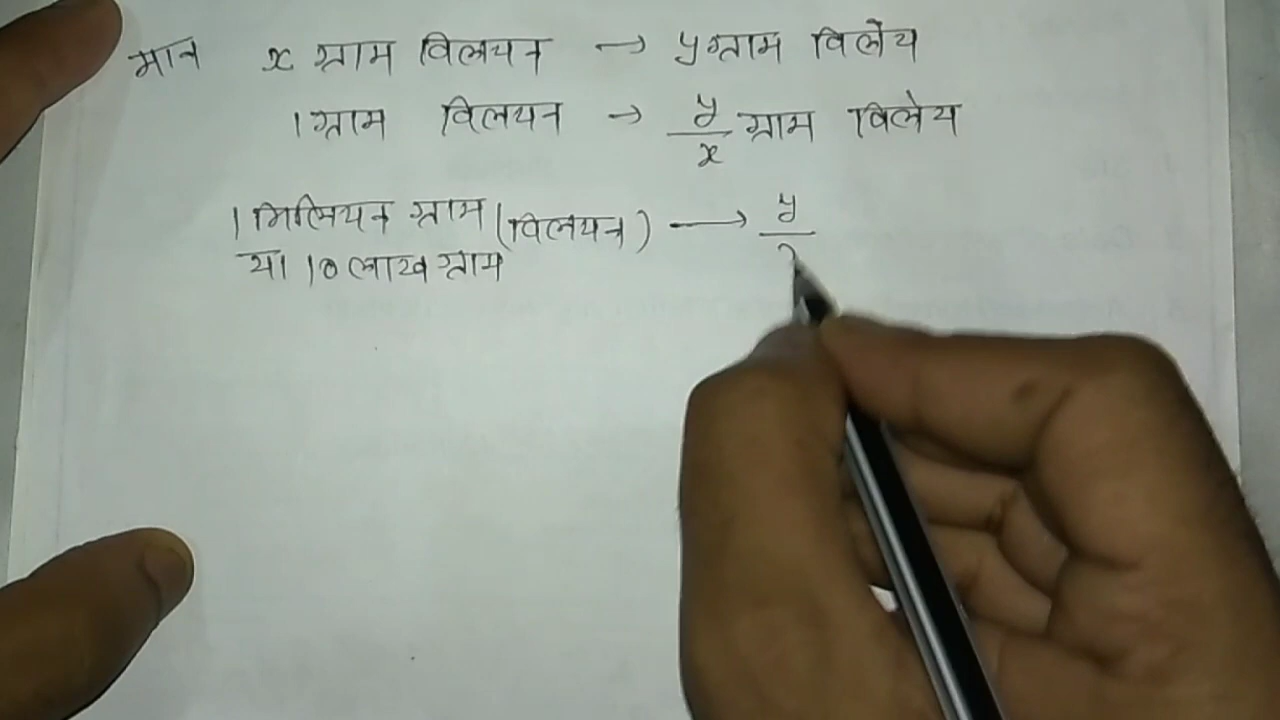 मान x ग्राम विलयन → y ग्राम विलेय
1 ग्राम विलयन → y/x ग्राम विलेय
1 मिलियन ग्राम (विलयन) → y/
या 10 लाख ग्राम